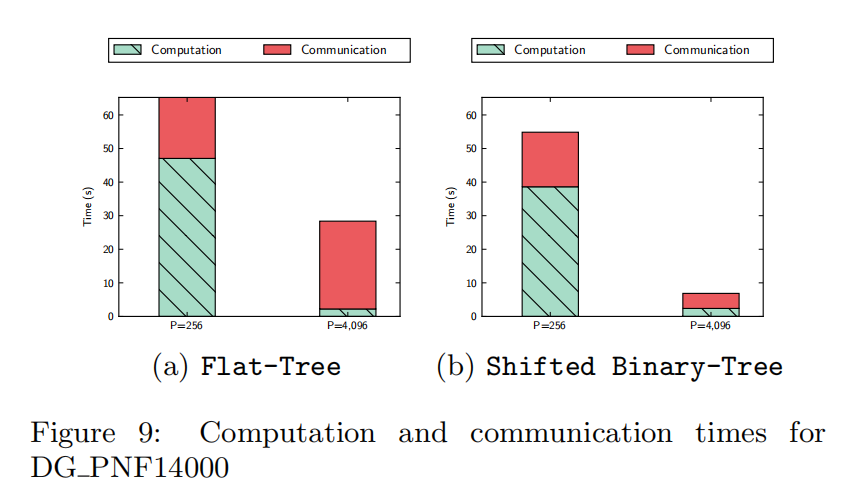 Computation Communication
Computation Communication
60
50
40
30
20
10
0
Time (s)
P=256 P=4,096
60
50
40
30
20
10
0
Time (s)
P=256 P=4,096
(a) Flat-Tree
(b) Shifted Binary-Tree
Figure 9: Computation and communication times for
DG_PNF14000